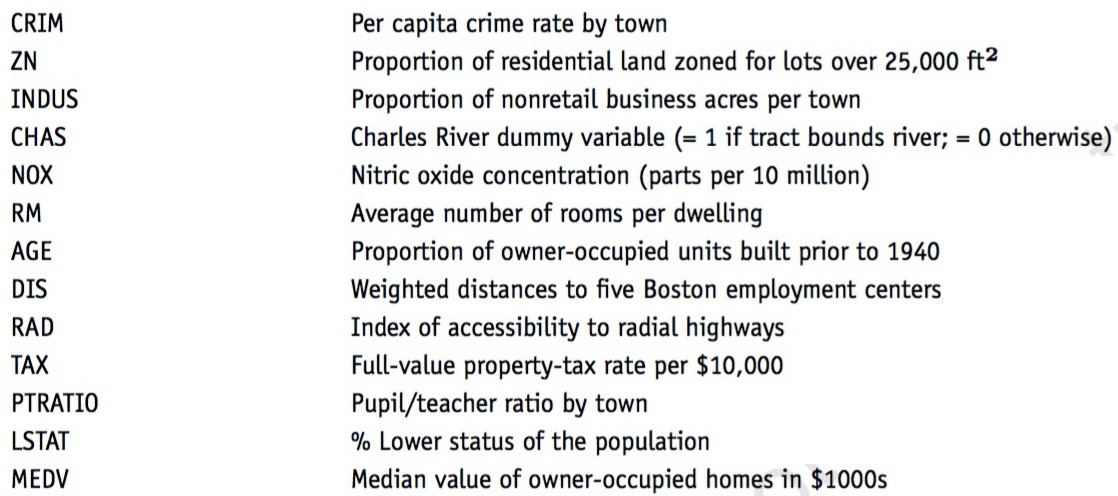 CRIM Per capita crime rate by town
ZN Proportion of residential land zoned for lots over 25,000 ft²
INDUS Proportion of nonretail business acres per town
CHAS Charles River dummy variable (= 1 if tract bounds river; = 0 otherwise)
NOX Nitric oxide concentration (parts per 10 million)
RM Average number of rooms per dwelling
AGE Proportion of owner-occupied units built prior to 1940
DIS Weighted distances to five Boston employment centers
RAD Index of accessibility to radial highways
TAX Full-value property-tax rate per $10,000
PTRATIO Pupil/teacher ratio by town
LSTAT % Lower status of the population
MEDV Median value of owner-occupied homes in $1000s